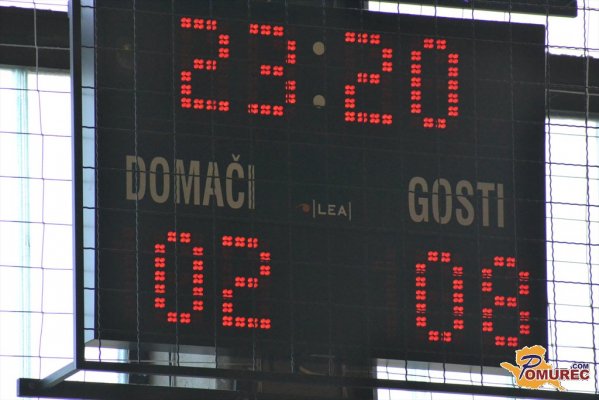 23:20
DOMAČI |LEA| GOSTI
02 08
POMUREC.COM